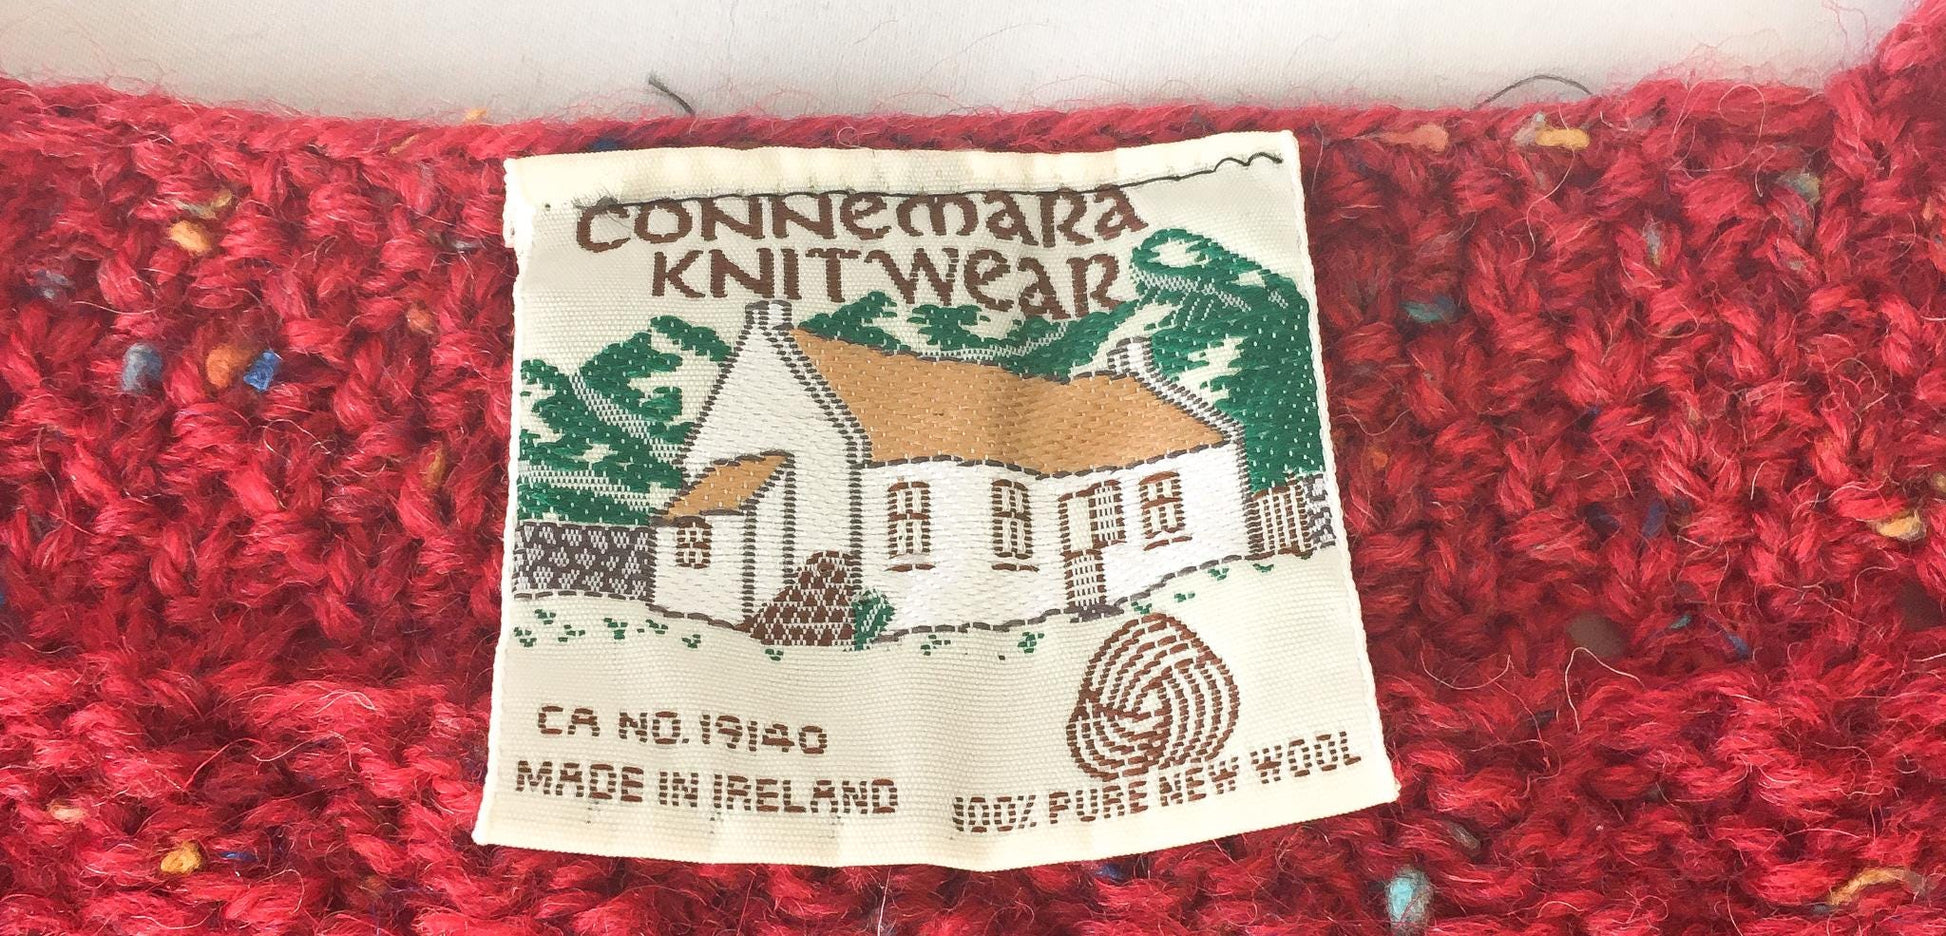 CONNEMARA
KNITWEAR
CA NO. 19140
MADE IN IRELAND
100% PURE NEW WOOL